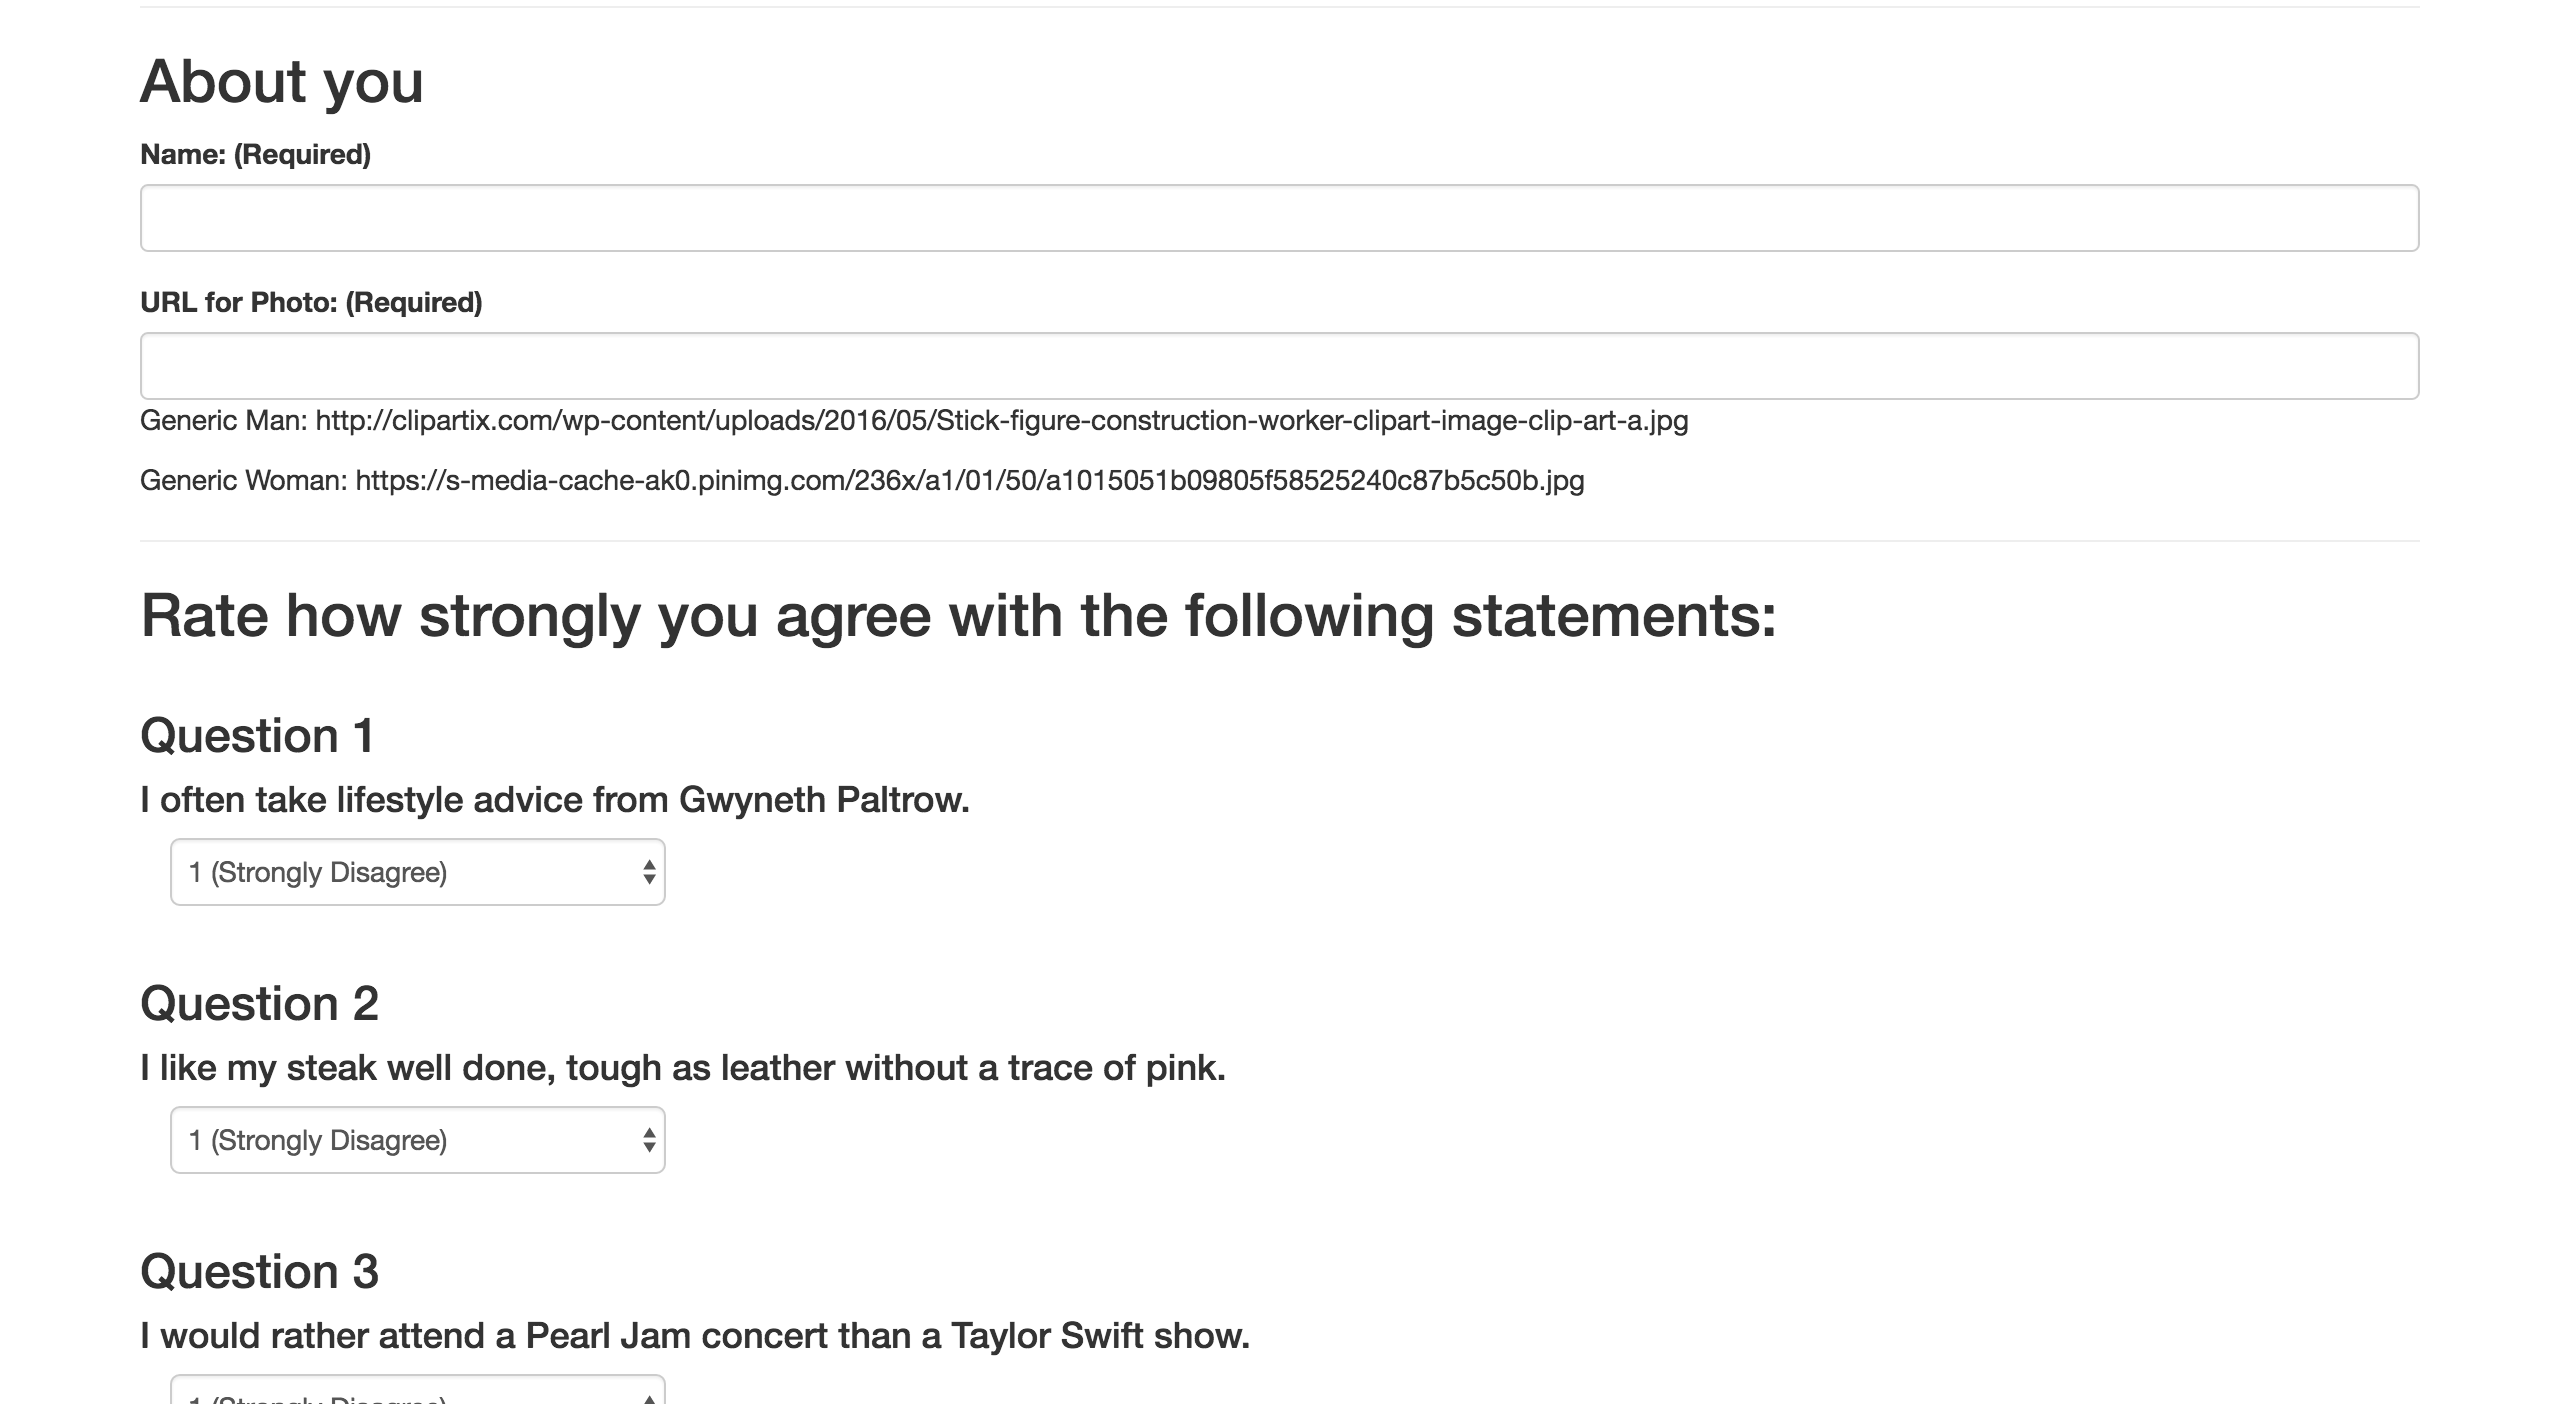 About you
Name: (Required)
URL for Photo: (Required)
Generic Man: http://clipartix.com/wp-content/uploads/2016/05/Stick-figure-construction-worker-clipart-image-clip-art-a.jpg
Generic Woman: https://s-media-cache-ak0.pinimg.com/236x/a1/01/50/a1015051b09805f58525240c87b5c50b.jpg
Rate how strongly you agree with the following statements:
Question 1
I often take lifestyle advice from Gwyneth Paltrow.
1 (Strongly Disagree)
Question 2
I like my steak well done, tough as leather without a trace of pink.
1 (Strongly Disagree)
Question 3
I would rather attend a Pearl Jam concert than a Taylor Swift show.
1 (Strongly Disagree)